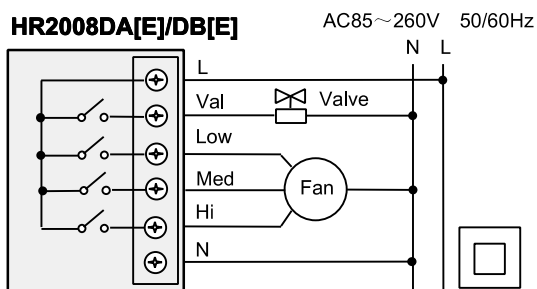 HR2008DA[E]/DB[E]
AC85～260V 50/60Hz
N L
L
Val
Valve
Low
Med
Fan
Hi
N